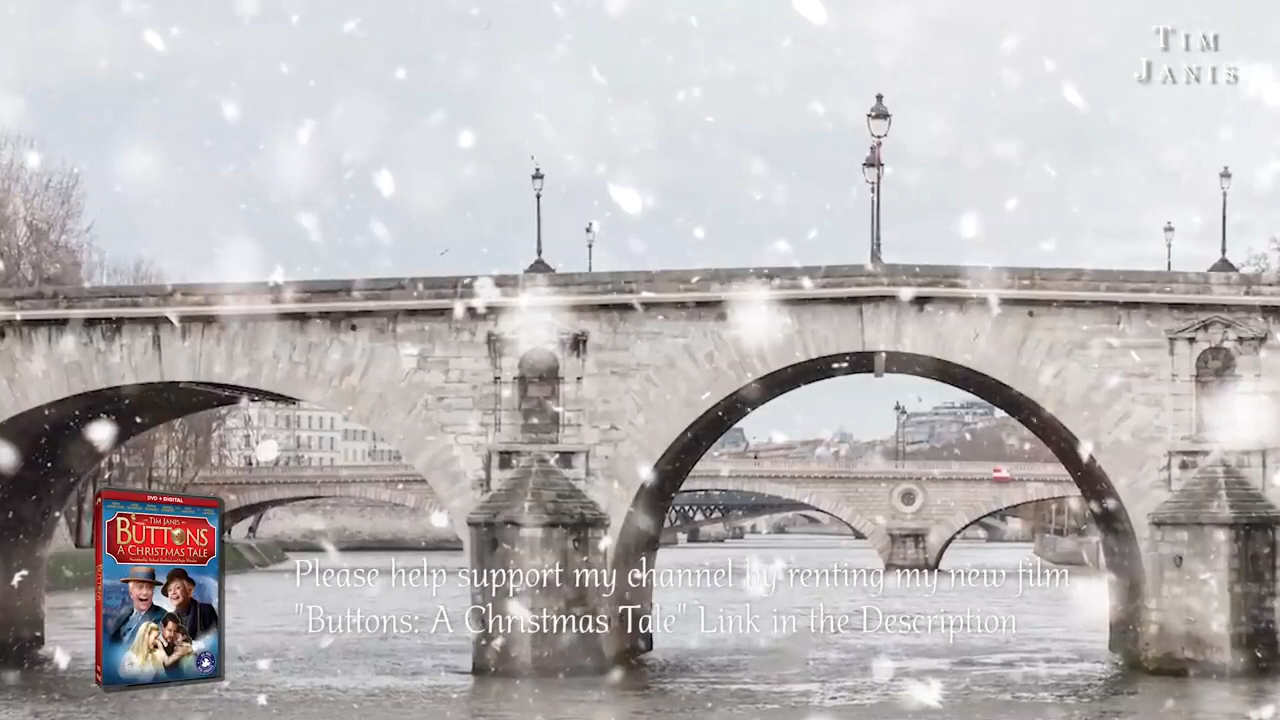 TIM
JANIS
DVD + DIGITAL
TIM JANIS
BUTTONS
A CHRISTMAS TALE
Please help support my channel by renting my new film
"Buttons: A Christmas Tale" Link in the Description